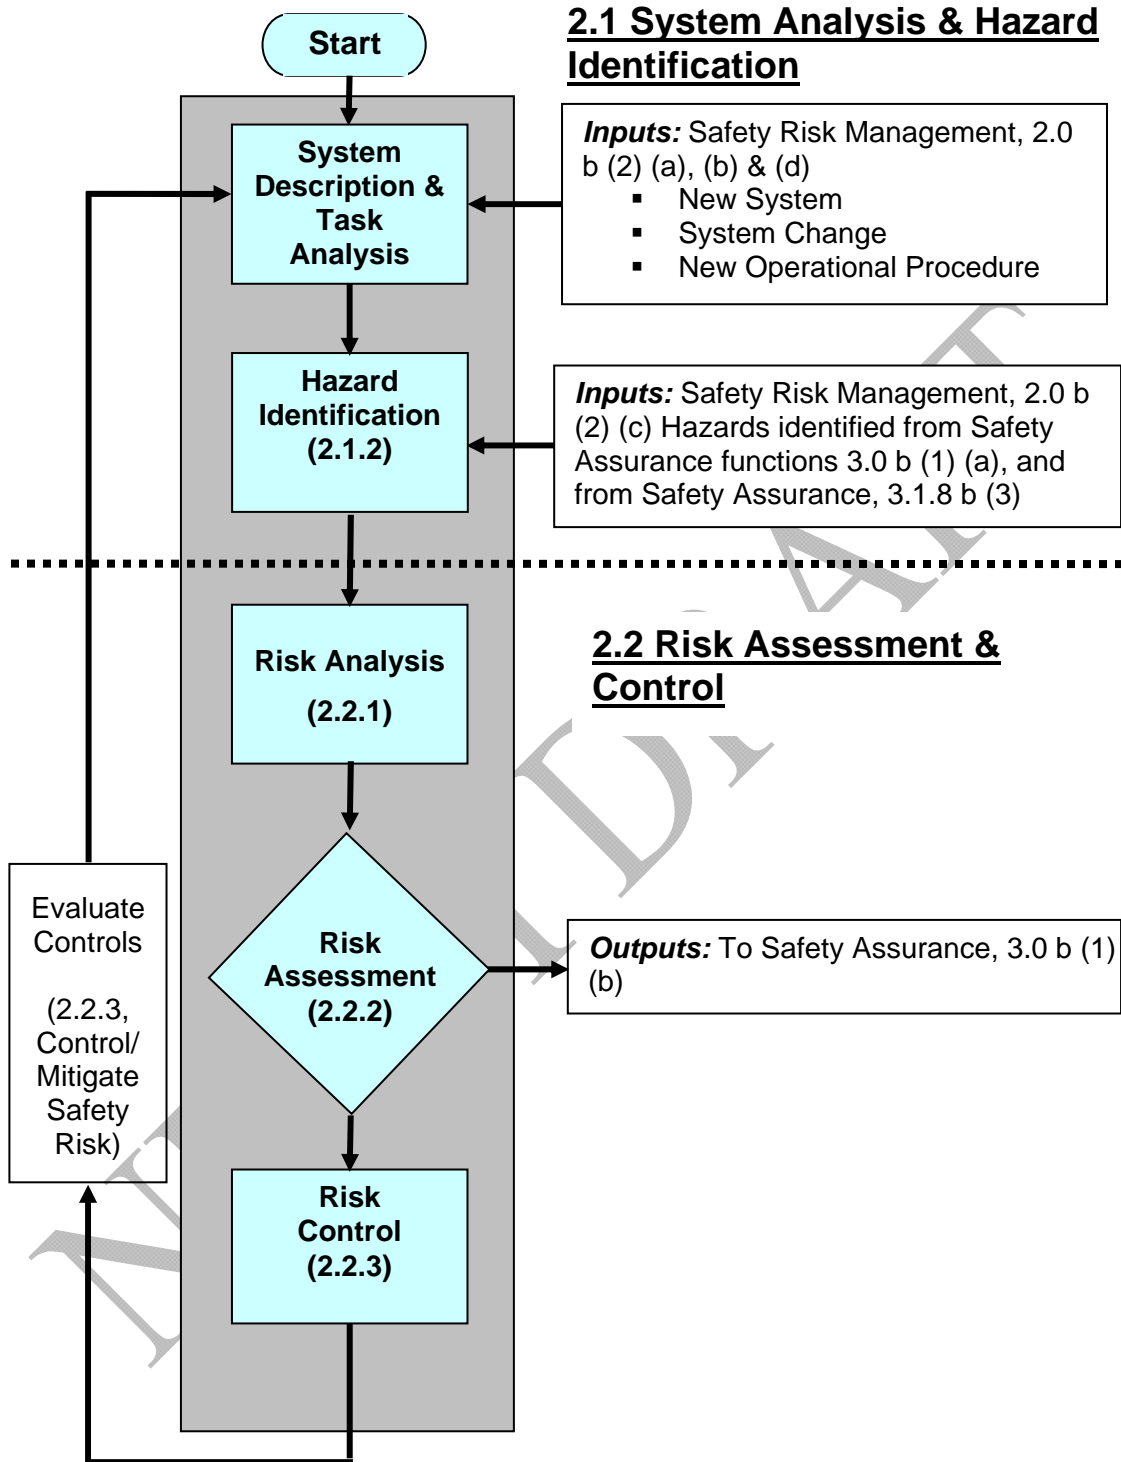 Start
2.1 System Analysis & Hazard
Identification
System
Description &
Task
Analysis
Inputs: Safety Risk Management, 2.0
b (2) (a), (b) & (d)
▪ New System
▪ System Change
▪ New Operational Procedure
Hazard
Identification
(2.1.2)
Inputs: Safety Risk Management, 2.0 b
(2) (c) Hazards identified from Safety
Assurance functions 3.0 b (1) (a), and
from Safety Assurance, 3.1.8 b (3)
Risk Analysis
(2.2.1)
2.2 Risk Assessment &
Control
Evaluate
Controls
(2.2.3,
Control/
Mitigate
Safety
Risk)
Risk
Assessment
(2.2.2)
Outputs: To Safety Assurance, 3.0 b (1)
(b)
Risk
Control
(2.2.3)